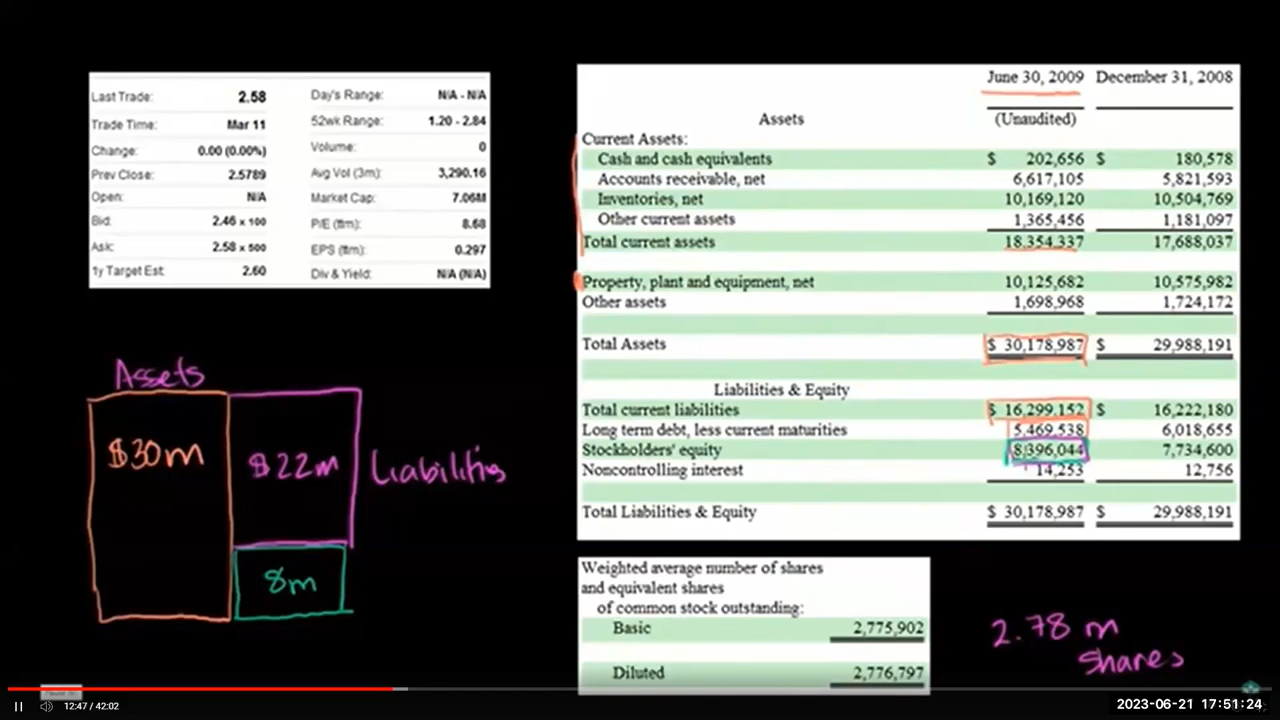 Last Trade: 2.58
Trade Time: Mar 11
Change: 0.00 (0.00%)
Prev Close: 2.5789
Open: N/A
Bid: 2.46 x 100
Ask: 2.58 x 500
1y Target Est: 2.60
Day's Range: N/A - N/A
52wk Range: 1.20 - 2.84
Volume: 0
Avg Vol (3m): 3,290.16
Market Cap: 7.06M
P/E (ttm): 8.68
EPS (ttm): 0.297
Div & Yield: N/A (N/A)
June 30, 2009 December 31, 2008
Assets (Unaudited)
Current Assets:
Cash and cash equivalents $ 202,656 $ 180,578
Accounts receivable, net 6,617,105 5,821,593
Inventories, net 10,169,120 10,504,769
Other current assets 1,365,456 1,181,097
Total current assets 18,354,337 17,688,037
Property, plant and equipment, net 10,125,682 10,575,982
Other assets 1,698,968 1,724,172
Total Assets $ 30,178,987 $ 29,988,191
Liabilities & Equity
Total current liabilities $ 16,299,152 $ 16,222,180
Long term debt, less current maturities 5,469,538 6,018,655
Stockholders' equity 8,396,044 7,734,600
Noncontrolling interest 14,253 12,756
Total Liabilities & Equity $ 30,178,987 $ 29,988,191
Assets
$30m
$22m
Liabilities
8m
Weighted average number of shares
and equivalent shares
of common stock outstanding:
Basic 2,775,902
Diluted 2,776,797
2.78 m
shares
12:47 / 42:02
2023-06-21 17:51:24